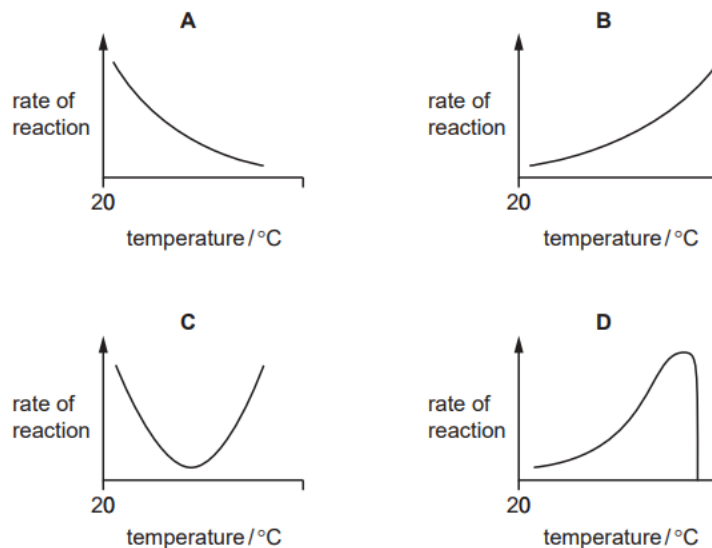 A
rate of
reaction
20
temperature / °C
B
rate of
reaction
20
temperature / °C
C
rate of
reaction
20
temperature / °C
D
rate of
reaction
20
temperature / °C